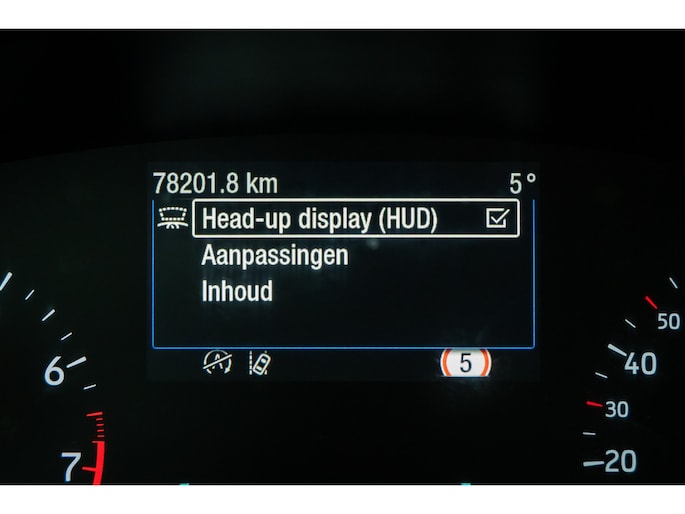 78201.8 km 5°
Head-up display (HUD)
Aanpassingen
Inhoud
A 5
6
7
50
40
30
20